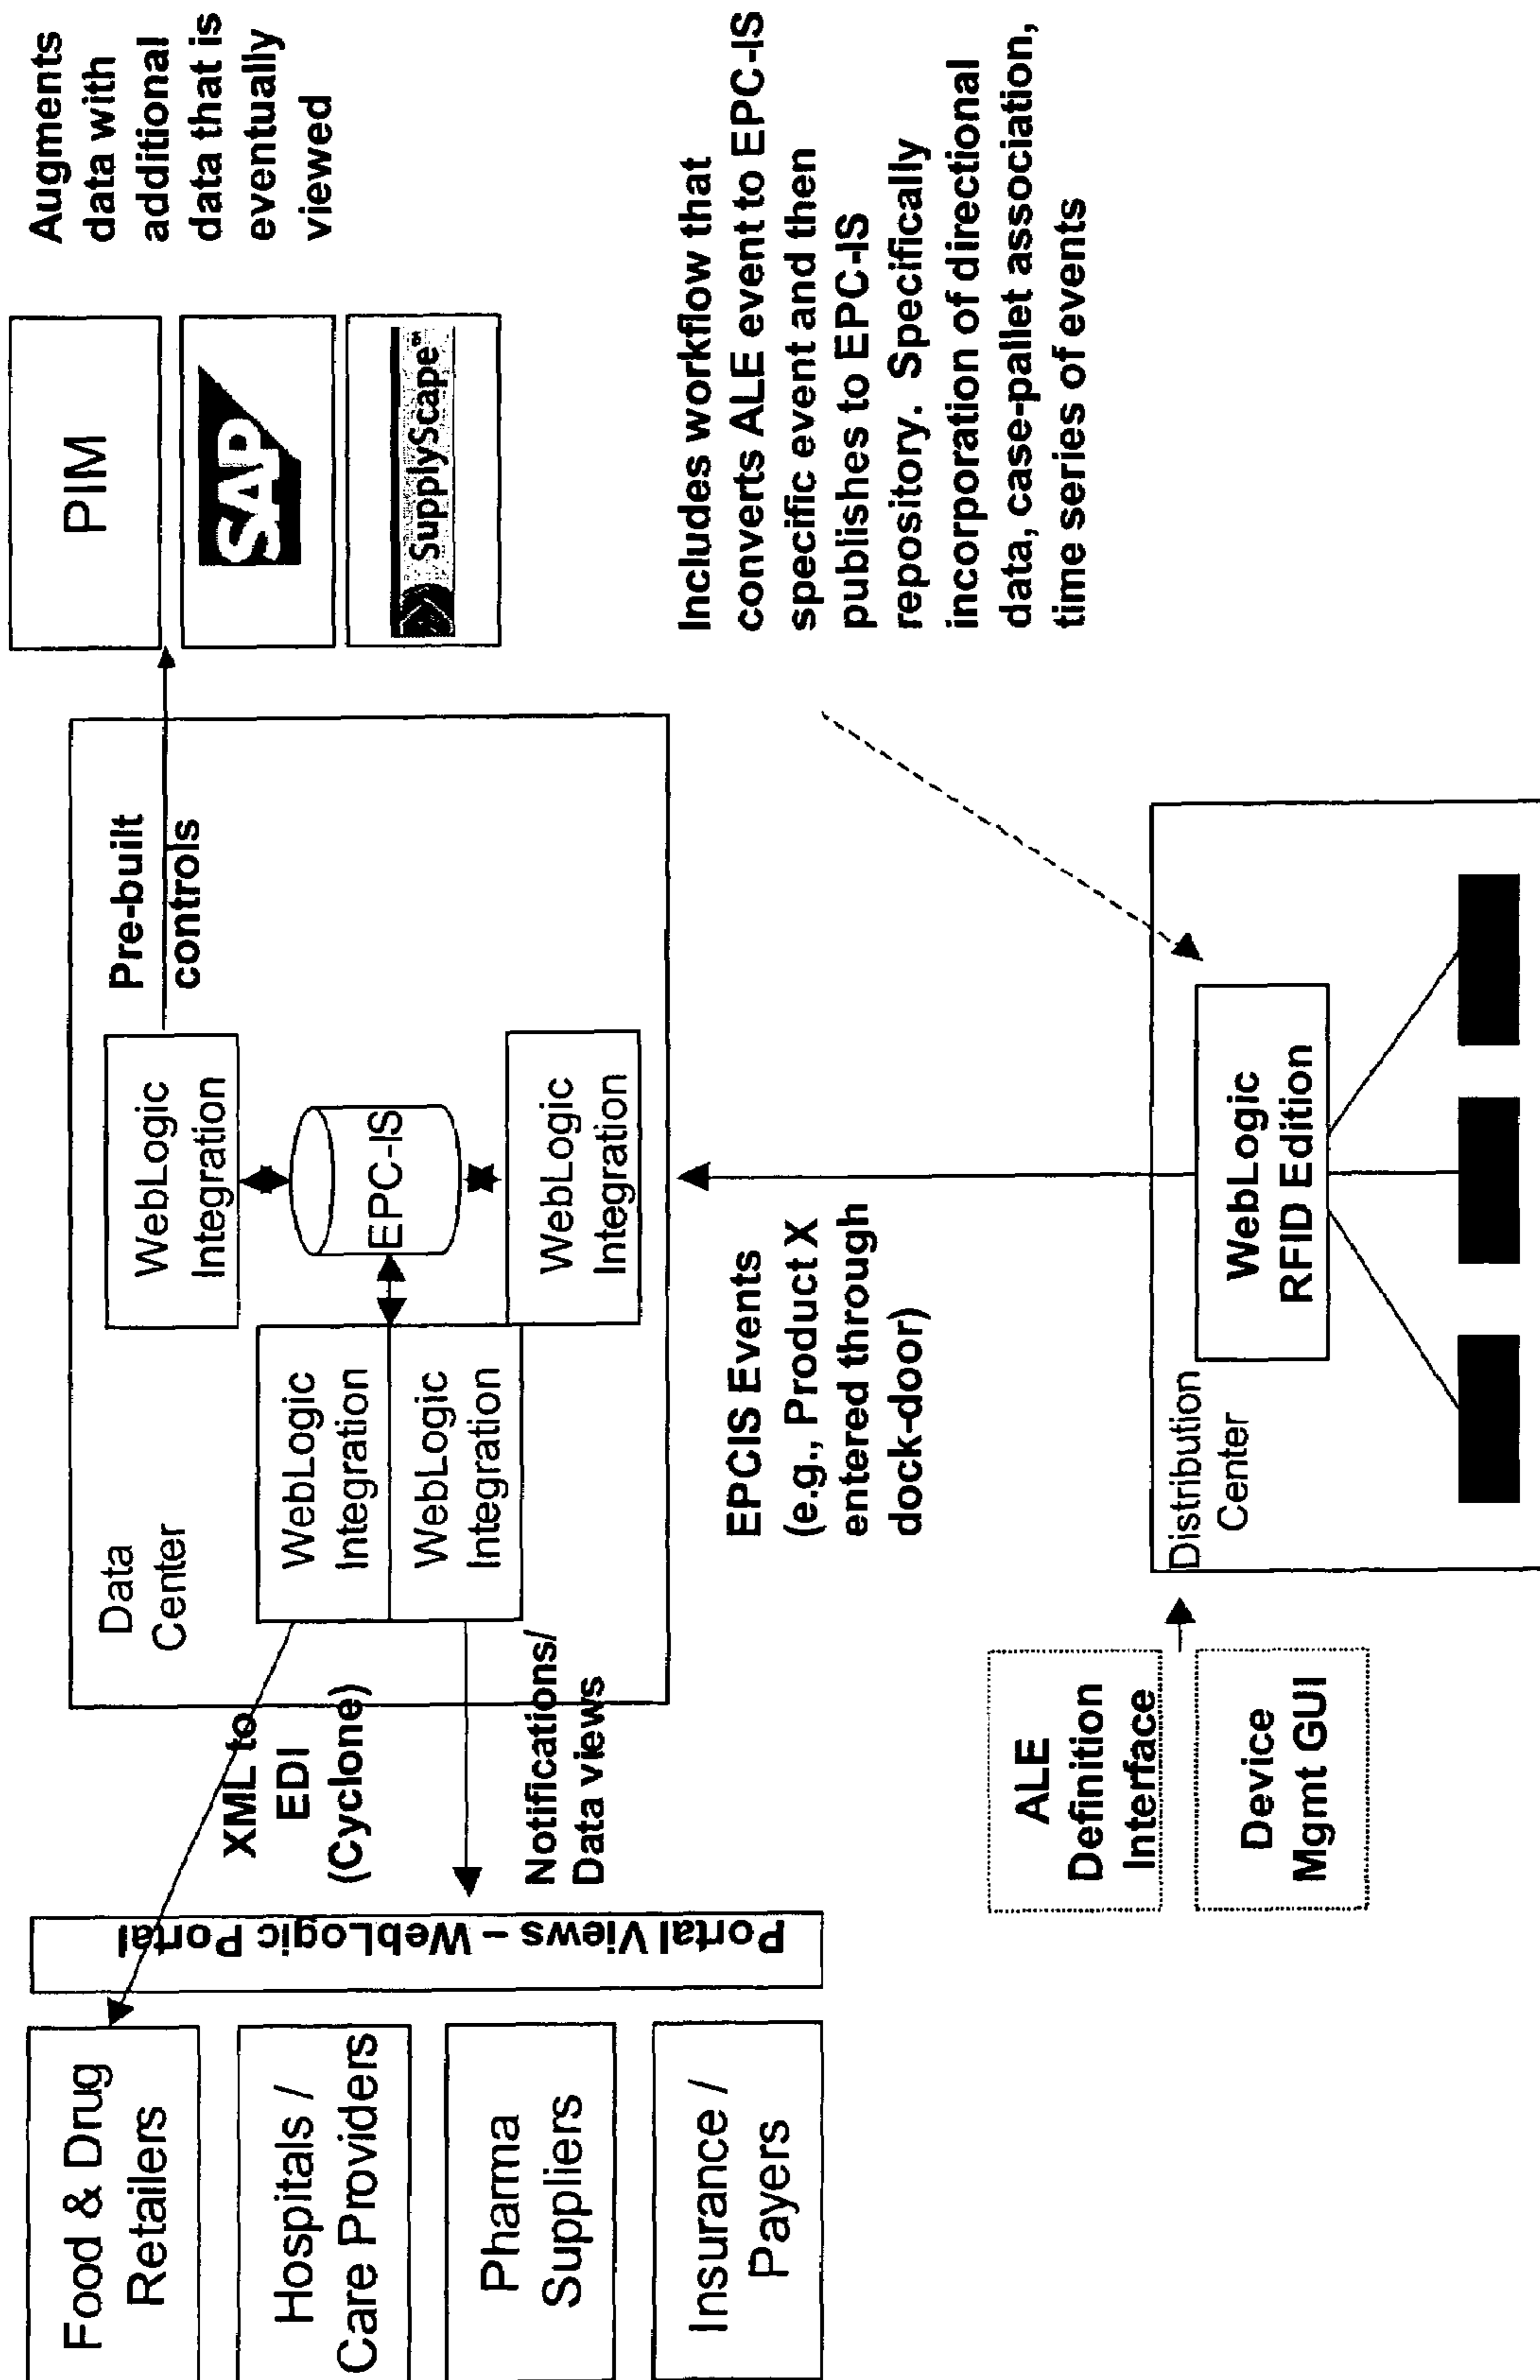 Food & Drug
Retailers
Hospitals /
Care Providers
Pharma
Suppliers
Insurance /
Payers
Portal Views – WebLogic Portal
XML to
EDI
(Cyclone)
Notifications/
Data views
Data
Center
WebLogic
Integration
WebLogic
Integration
WebLogic
Integration
EPC-IS
WebLogic
Integration
Pre-built
controls
PIM
SAP
SupplyScape™
Augments
data with
additional
data that is
eventually
viewed
EPCIS Events
(e.g., Product X
entered through
dock-door)
Includes workflow that
converts ALE event to EPC-IS
specific event and then
publishes to EPC-IS
repository. Specifically
incorporation of directional
data, case-pallet association,
time series of events
ALE
Definition
Interface
Device
Mgmt GUI
Distribution
Center
WebLogic
RFID Edition